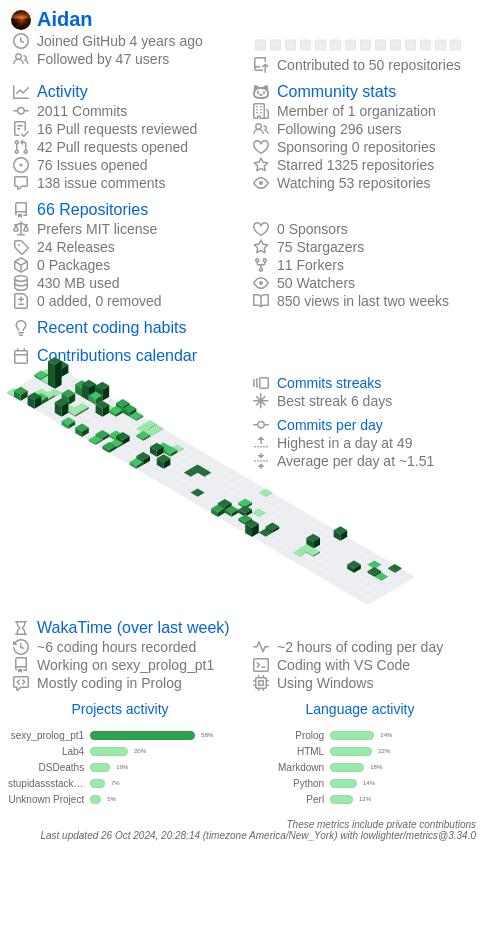 Aidan
Joined GitHub 4 years ago
Followed by 47 users
Contributed to 50 repositories
Activity
2011 Commits
16 Pull requests reviewed
42 Pull requests opened
76 Issues opened
138 issue comments
Community stats
Member of 1 organization
Following 296 users
Sponsoring 0 repositories
Starred 1325 repositories
Watching 53 repositories
66 Repositories
Prefers MIT license
24 Releases
0 Packages
430 MB used
0 added, 0 removed
0 Sponsors
75 Stargazers
11 Forkers
50 Watchers
850 views in last two weeks
Recent coding habits
Contributions calendar
Commits streaks
Best streak 6 days
Commits per day
Highest in a day at 49
Average per day at ~1.51
WakaTime (over last week)
~6 coding hours recorded
Working on sexy_prolog_pt1
Mostly coding in Prolog
~2 hours of coding per day
Coding with VS Code
Using Windows
Projects activity
sexy_prolog_pt1 58%
Lab4 20%
DSDeaths 10%
stupidassstack... 7%
Unknown Project 5%
Language activity
Prolog 24%
HTML 22%
Markdown 18%
Python 14%
Perl 12%
These metrics include private contributions
Last updated 26 Oct 2024, 20:28:14 (timezone America/New_York) with lowlighter/metrics@3.34.0